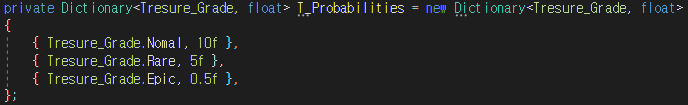 private Dictionary<Tresure_Grade, float> T_Probabilities = new Dictionary<Tresure_Grade, float>
{
{ Tresure_Grade.Nomal, 10f },
{ Tresure_Grade.Rare, 5f },
{ Tresure_Grade.Epic, 0.5f },
};